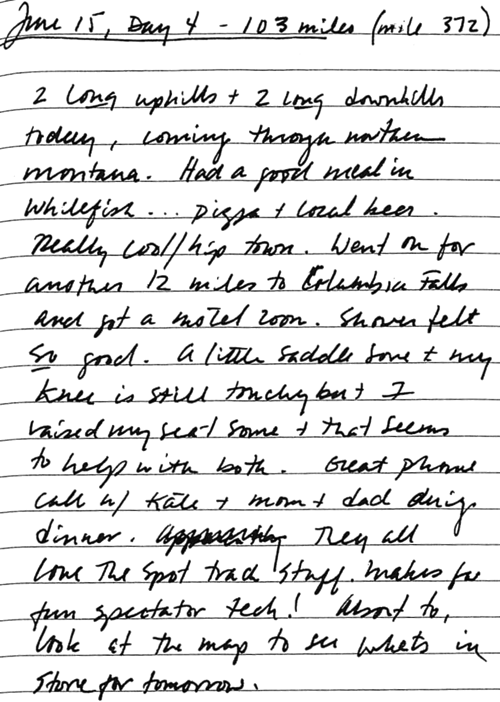 June 15, Day 4 - 103 miles (mile 372)
2 long uphills + 2 long downhills
today, coming through northern
montana. Had a good meal in
Whitefish... pizza + local beer.
Really cool/hip town. Went on for
another 12 miles to Columbia Falls
and got a motel room. Shower felt
so good. A little saddle sore + my
knee is still touchy but I
raised my seat some + that seems
to help with both. Great phone
call w/ Kate + mom + dad during
dinner. They all
love the spot track stuff. Makes for
fun spectator tech! About to,
look at the map to see whats in
store for tomorrow.